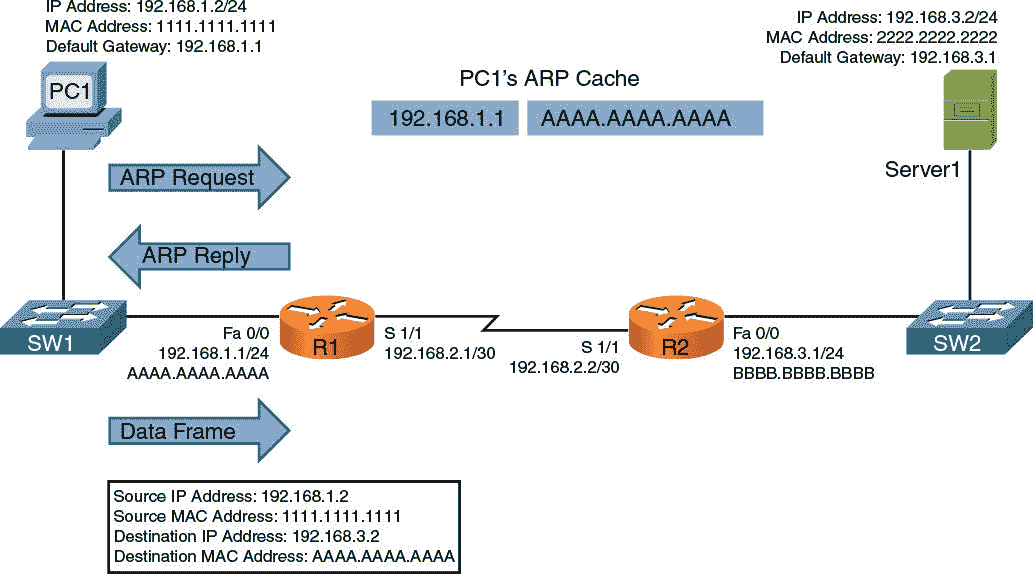 IP Address: 192.168.1.2/24
MAC Address: 1111.1111.1111
Default Gateway: 192.168.1.1
IP Address: 192.168.3.2/24
MAC Address: 2222.2222.2222
Default Gateway: 192.168.3.1
PC1
PC1's ARP Cache
192.168.1.1 AAAA.AAAA.AAAA
Server1
ARP Request
ARP Reply
SW1
Fa 0/0
192.168.1.1/24
AAAA.AAAA.AAAA
R1
S 1/1
192.168.2.1/30
S 1/1
192.168.2.2/30
R2
Fa 0/0
192.168.3.1/24
BBBB.BBBB.BBBB
SW2
Data Frame
Source IP Address: 192.168.1.2
Source MAC Address: 1111.1111.1111
Destination IP Address: 192.168.3.2
Destination MAC Address: AAAA.AAAA.AAAA